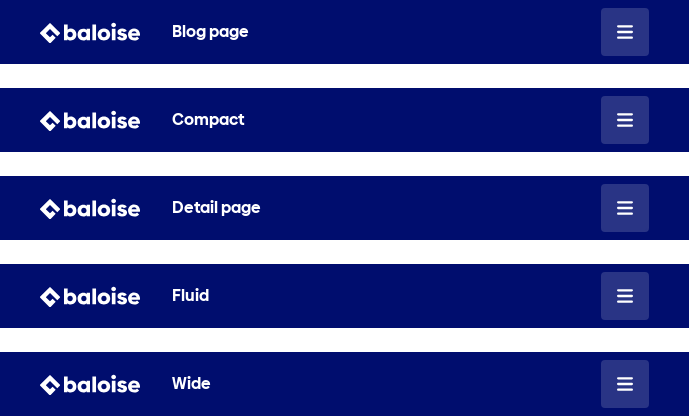 baloise Blog page
baloise Compact
baloise Detail page
baloise Fluid
baloise Wide